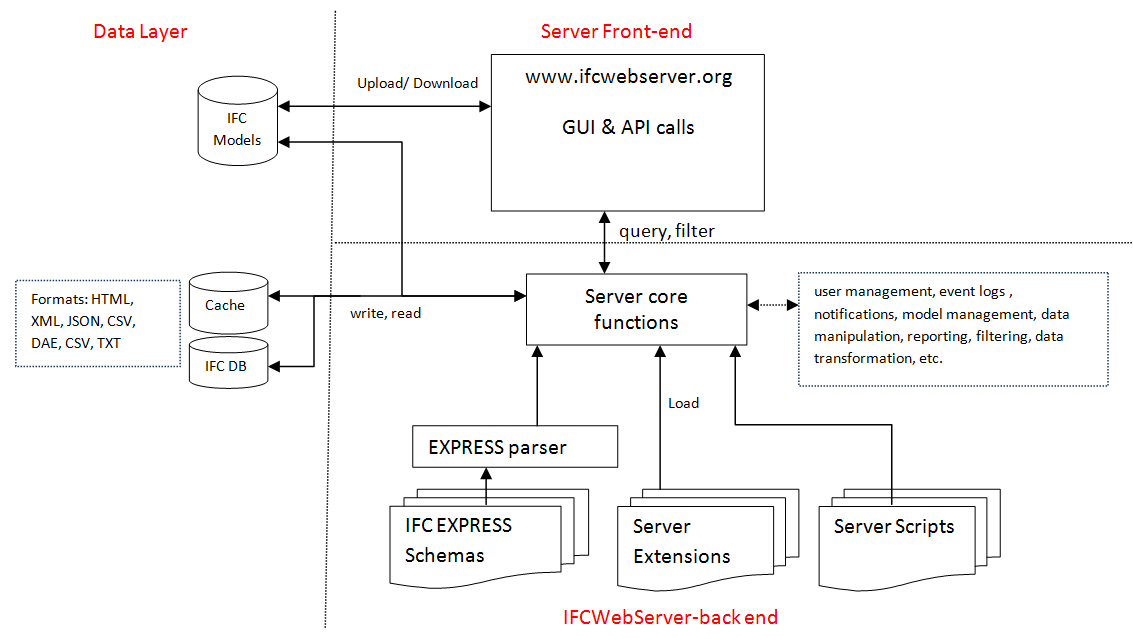 Data Layer
Server Front-end
www.ifcwebserver.org
GUI & API calls
Upload/ Download
IFC
Models
query, filter
Formats: HTML,
XML, JSON, CSV,
DAE, CSV, TXT
Cache
IFC DB
write, read
Server core
functions
user management, event logs ,
notifications, model management, data
manipulation, reporting, filtering, data
transformation, etc.
Load
EXPRESS parser
IFC EXPRESS
Schemas
Server
Extensions
Server Scripts
IFCWebServer-back end